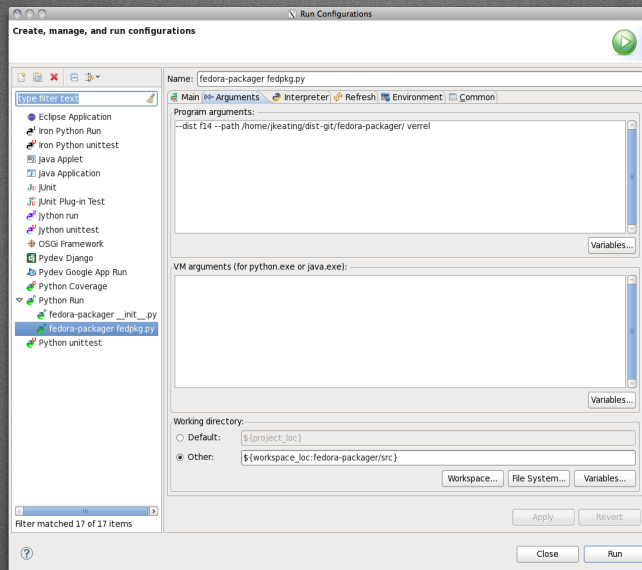 Run Configurations
Create, manage, and run configurations
type filter text
Eclipse Application
Iron Python Run
Iron Python unittest
Java Applet
Java Application
JUnit
JUnit Plug-in Test
Jython run
Jython unittest
OSGi Framework
Pydev Django
Pydev Google App Run
Python Coverage
Python Run
fedora-packager __init__.py
fedora-packager fedpkg.py
Python unittest
Filter matched 17 of 17 items
Name: fedora-packager fedpkg.py
Main Arguments Interpreter Refresh Environment Common
Program arguments:
--dist f14 --path /home/jkeating/dist-git/fedora-packager/ verrel
Variables...
VM arguments (for python.exe or java.exe):
Variables...
Working directory:
Default: ${project_loc}
Other: ${workspace_loc:fedora-packager/src}
Workspace... File System... Variables...
Apply Revert
Close Run